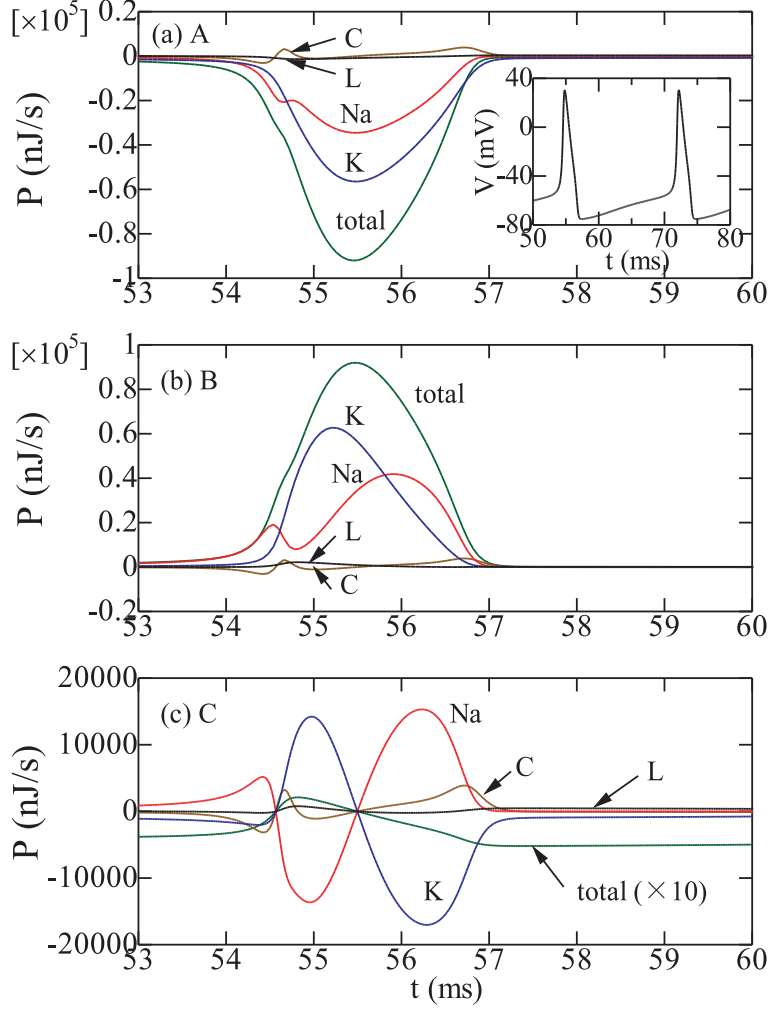 [×10⁵]
0.2
0
-0.2
-0.4
-0.6
-0.8
-1
P (nJ/s)
(a) A
C
L
Na
K
total
40
0
-40
-80
V (mV)
50 60 70 80
t (ms)
53 54 55 56 57 58 59 60
[×10⁵]
1
0.8
0.6
0.4
0.2
0
-0.2
P (nJ/s)
(b) B
total
K
Na
L
C
53 54 55 56 57 58 59 60
20000
10000
0
-10000
-20000
P (nJ/s)
(c) C
Na
C
L
K
total (×10)
53 54 55 56 57 58 59 60
t (ms)